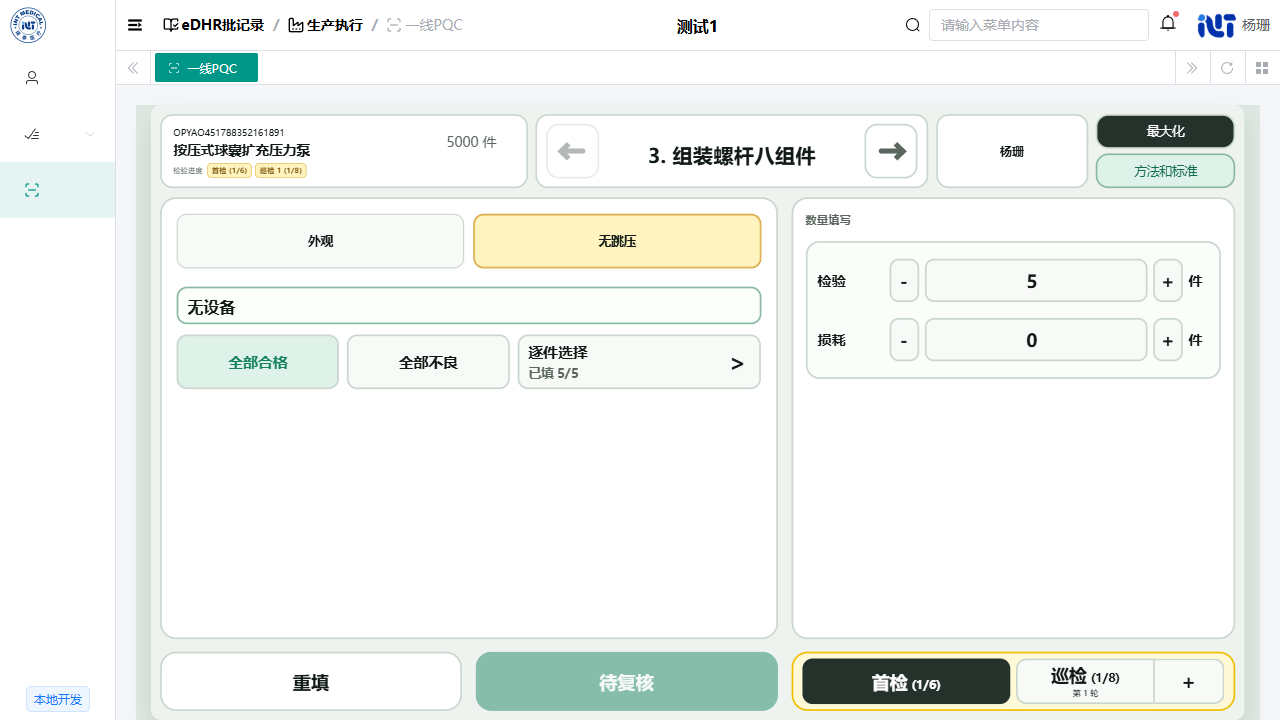 INT MEDICAL
eDHR批记录 / 生产执行 / 一线PQC
测试1
请输入菜单内容
杨珊
一线PQC
OPYAO451788352161891
按压式球囊扩充压力泵
检验进度 首检 (1/6) 巡检 1 (1/8)
5000 件
3. 组装螺杆八组件
杨珊
最大化
方法和标准
外观
无跳压
无设备
全部合格
全部不良
逐件选择
已填 5/5
>
数量填写
检验 - 5 + 件
损耗 - 0 + 件
重填
待复核
首检 (1/6)
巡检 (1/8)
第 1 轮
+
本地开发